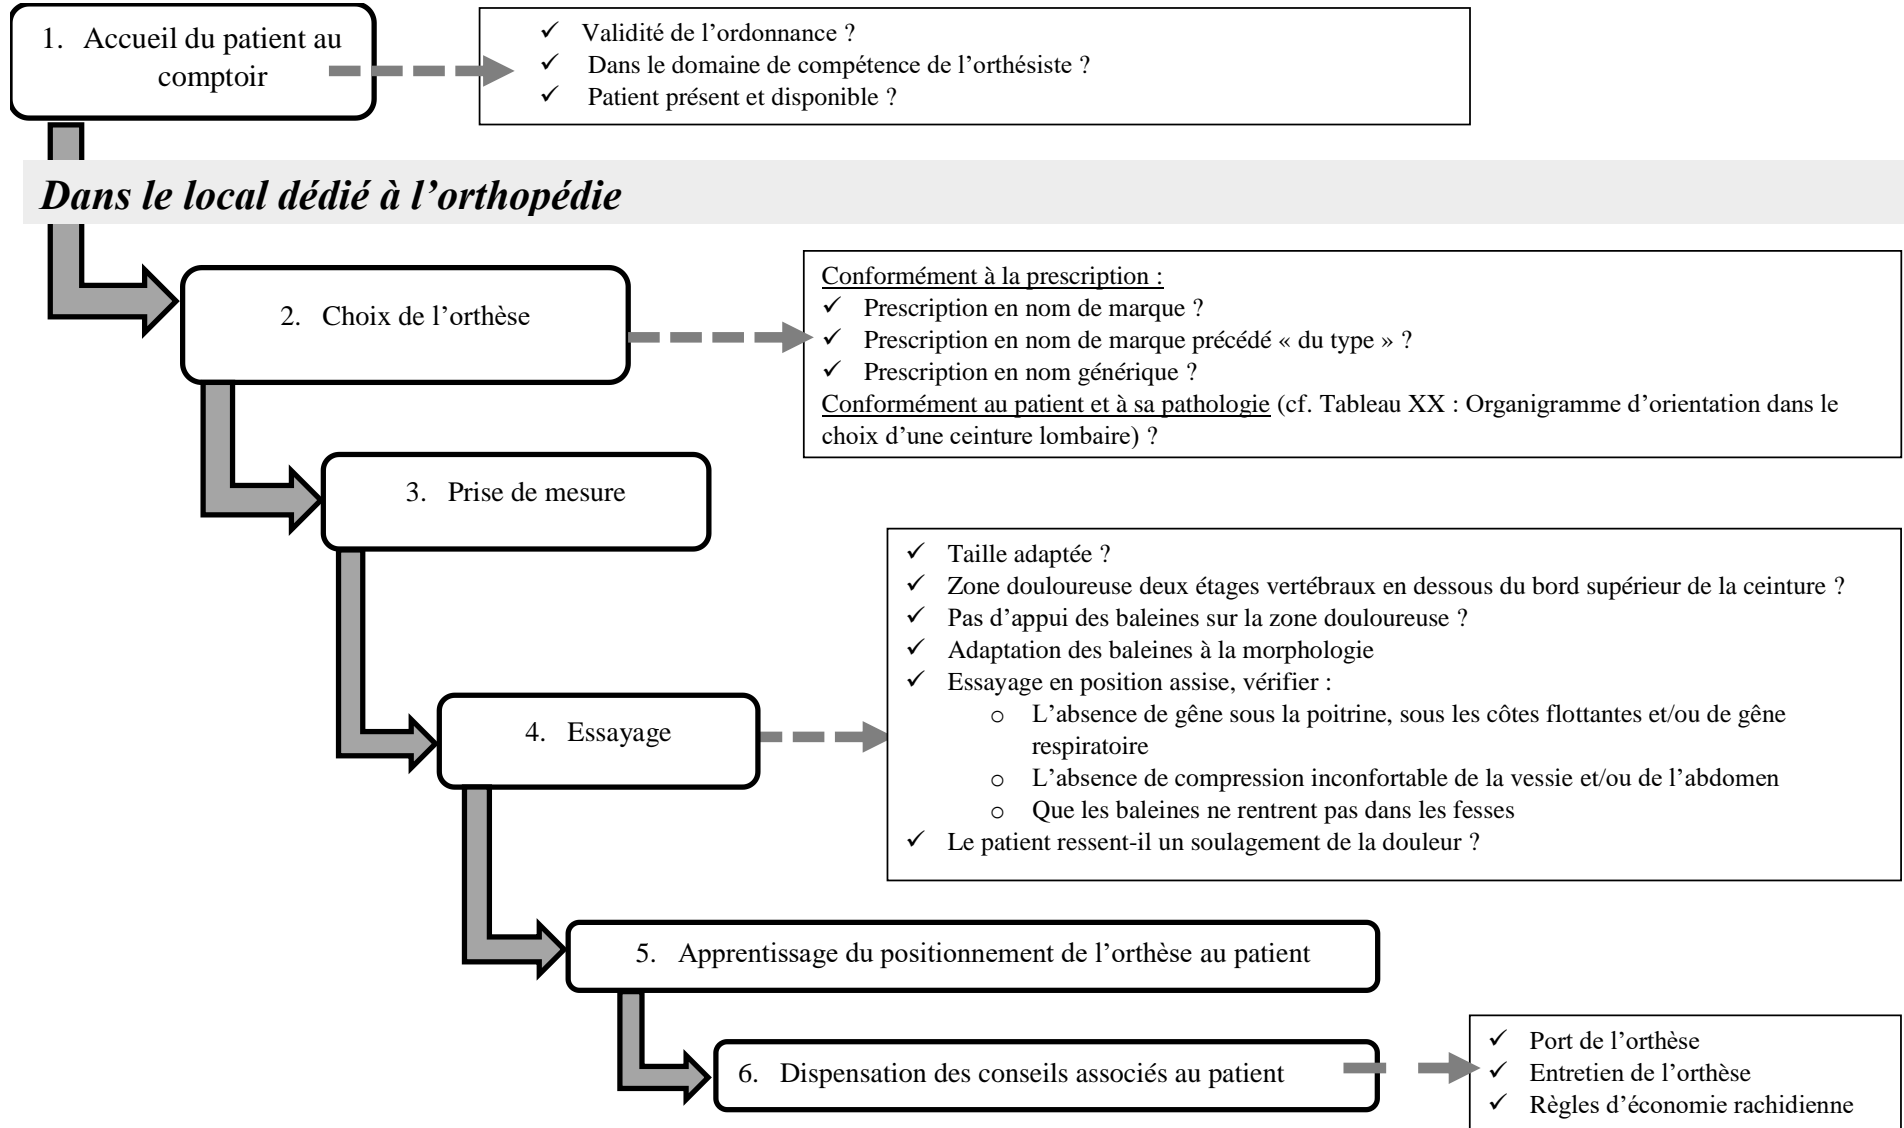 1. Accueil du patient au
comptoir
✓ Validité de l’ordonnance ?
✓ Dans le domaine de compétence de l’orthésiste ?
✓ Patient présent et disponible ?
Dans le local dédié à l’orthopédie
2. Choix de l’orthèse
Conformément à la prescription :
✓ Prescription en nom de marque ?
✓ Prescription en nom de marque précédé « du type » ?
✓ Prescription en nom générique ?
Conformément au patient et à sa pathologie (cf. Tableau XX : Organigramme d’orientation dans le
choix d’une ceinture lombaire) ?
3. Prise de mesure
4. Essayage
✓ Taille adaptée ?
✓ Zone douloureuse deux étages vertébraux en dessous du bord supérieur de la ceinture ?
✓ Pas d’appui des baleines sur la zone douloureuse ?
✓ Adaptation des baleines à la morphologie
✓ Essayage en position assise, vérifier :
o L’absence de gêne sous la poitrine, sous les côtes flottantes et/ou de gêne
respiratoire
o L’absence de compression inconfortable de la vessie et/ou de l’abdomen
o Que les baleines ne rentrent pas dans les fesses
✓ Le patient ressent-il un soulagement de la douleur ?
5. Apprentissage du positionnement de l’orthèse au patient
6. Dispensation des conseils associés au patient
✓ Port de l’orthèse
✓ Entretien de l’orthèse
✓ Règles d’économie rachidienne